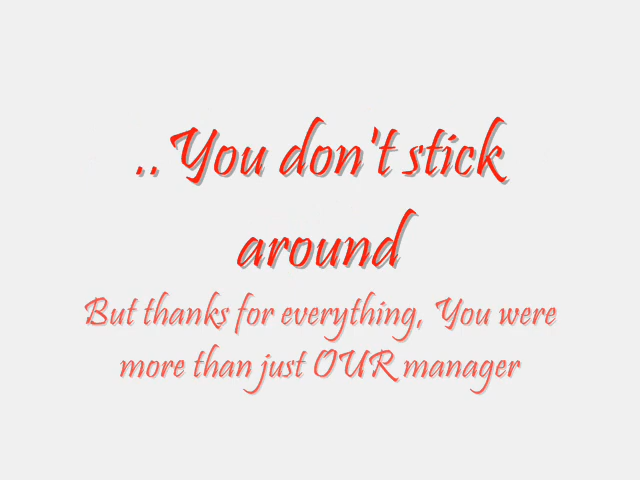 ..You don't stick
around
But thanks for everything, You were
more than just OUR manager